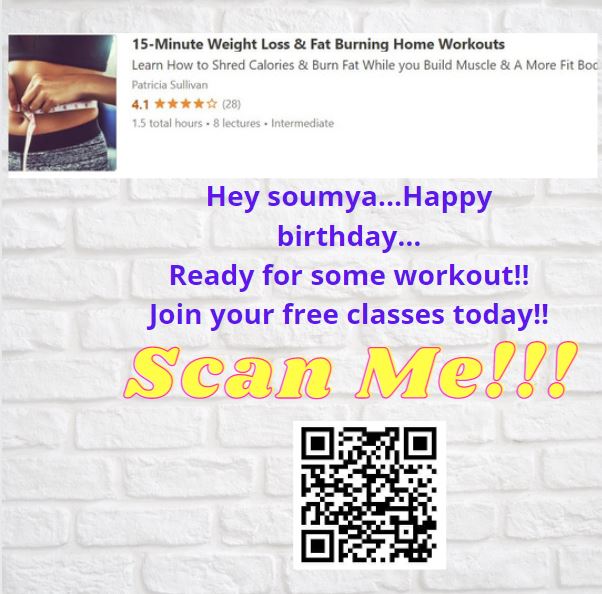 15-Minute Weight Loss & Fat Burning Home Workouts
Learn How to Shred Calories & Burn Fat While you Build Muscle & A More Fit Bod
Patricia Sullivan
4.1 ★★★★☆ (28)
1.5 total hours • 8 lectures • Intermediate
Hey soumya...Happy
birthday...
Ready for some workout!!
Join your free classes today!!
Scan Me!!!